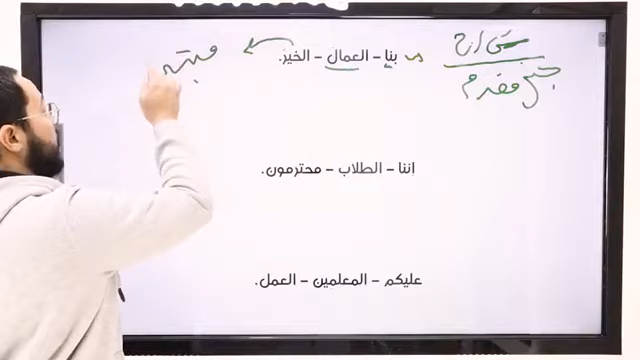 بنا - العمال - الخير.
خبر مقدم
اننا - الطلاب - محترمون.
عليكم - المعلمين - العمل.